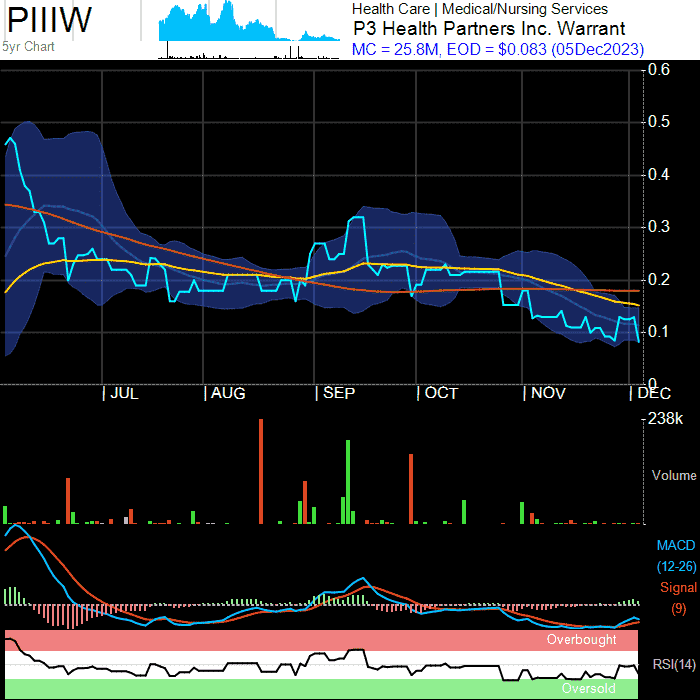 PIIIW
5yr Chart
Health Care | Medical/Nursing Services
P3 Health Partners Inc. Warrant
MC = 25.8M, EOD = $0.083 (05Dec2023)
0.6
0.5
0.4
0.3
0.2
0.1
0
JUL AUG SEP OCT NOV DEC
238k
Volume
MACD
(12-26)
Signal
(9)
Overbought
RSI(14)
Oversold